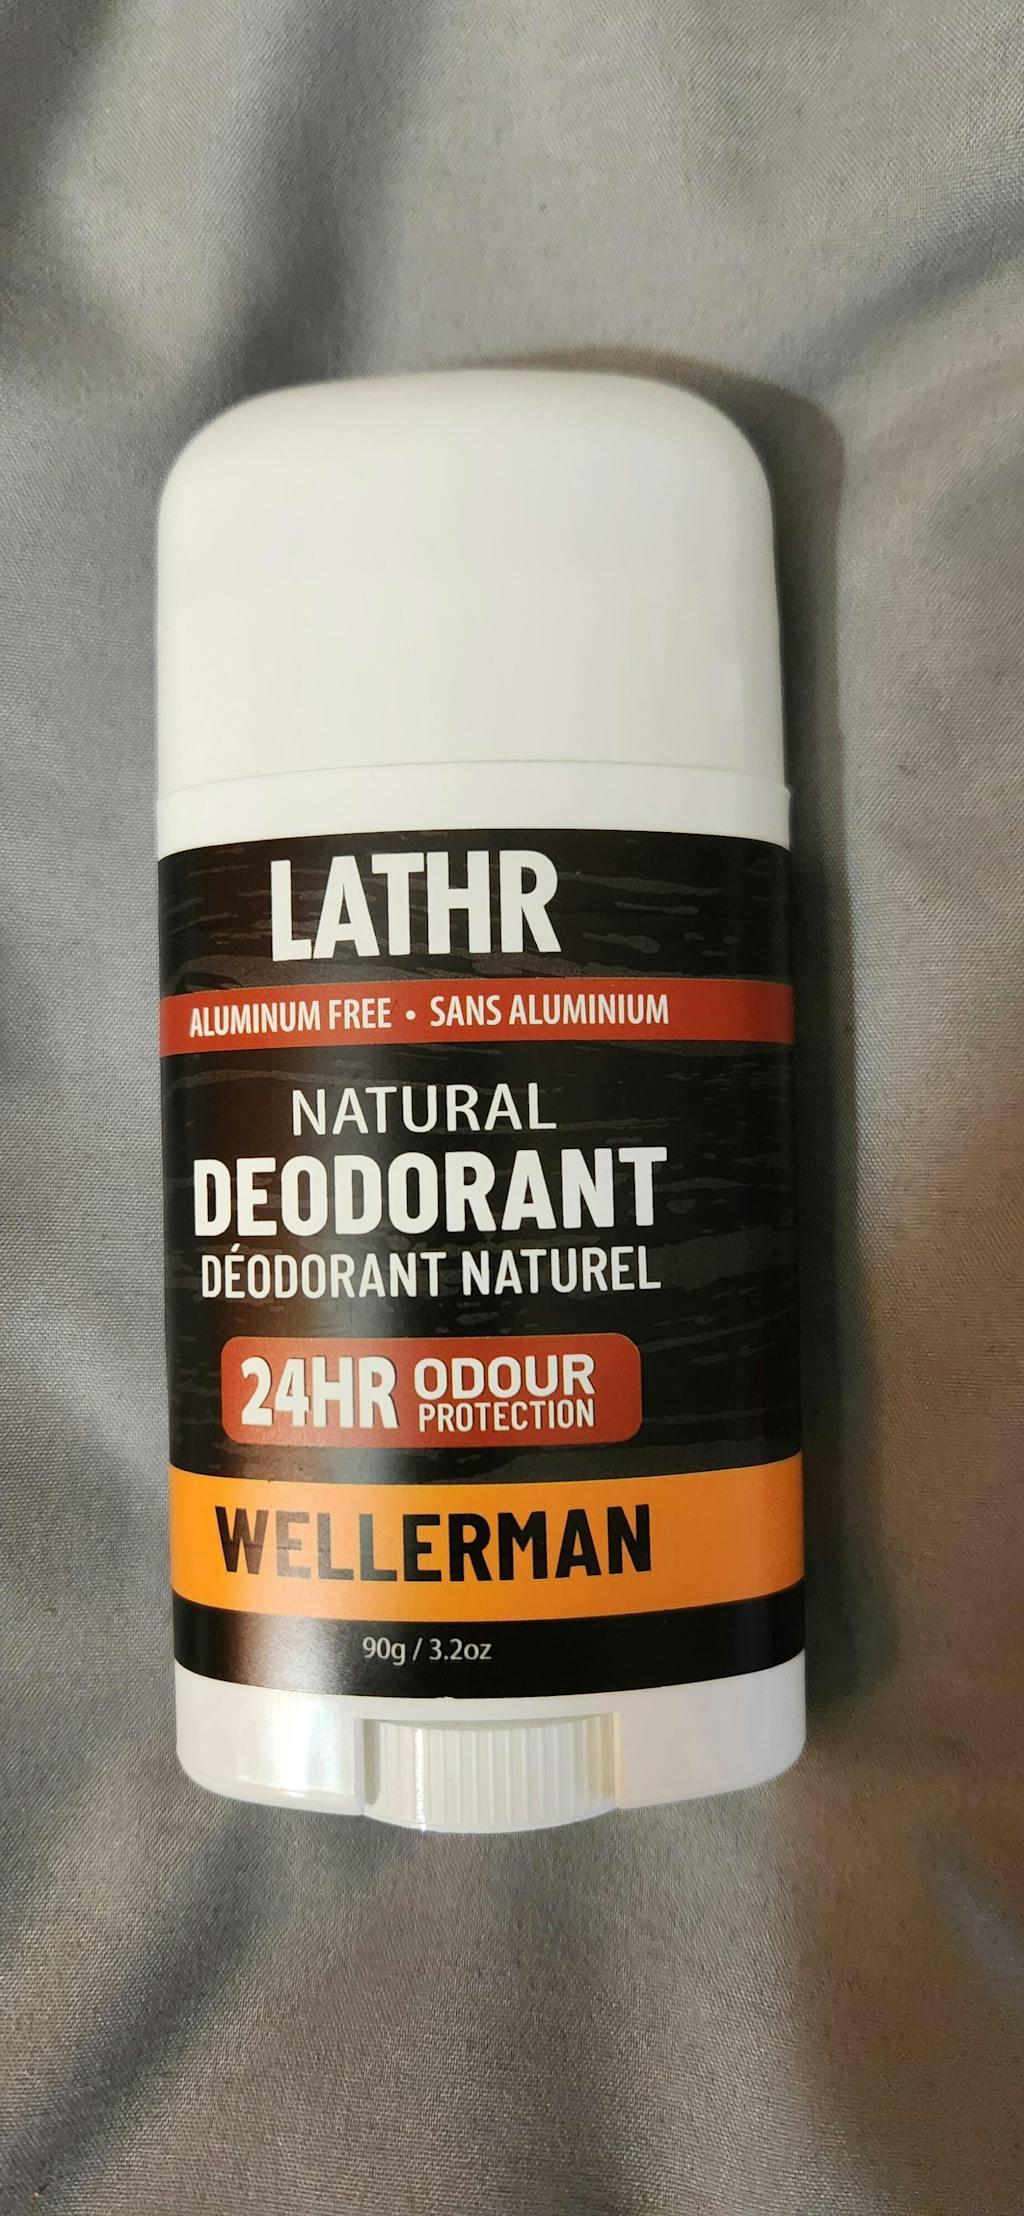 LATHR
ALUMINUM FREE • SANS ALUMINIUM
NATURAL
DEODORANT
DÉODORANT NATUREL
24HR ODOUR
PROTECTION
WELLERMAN
90g / 3.2oz